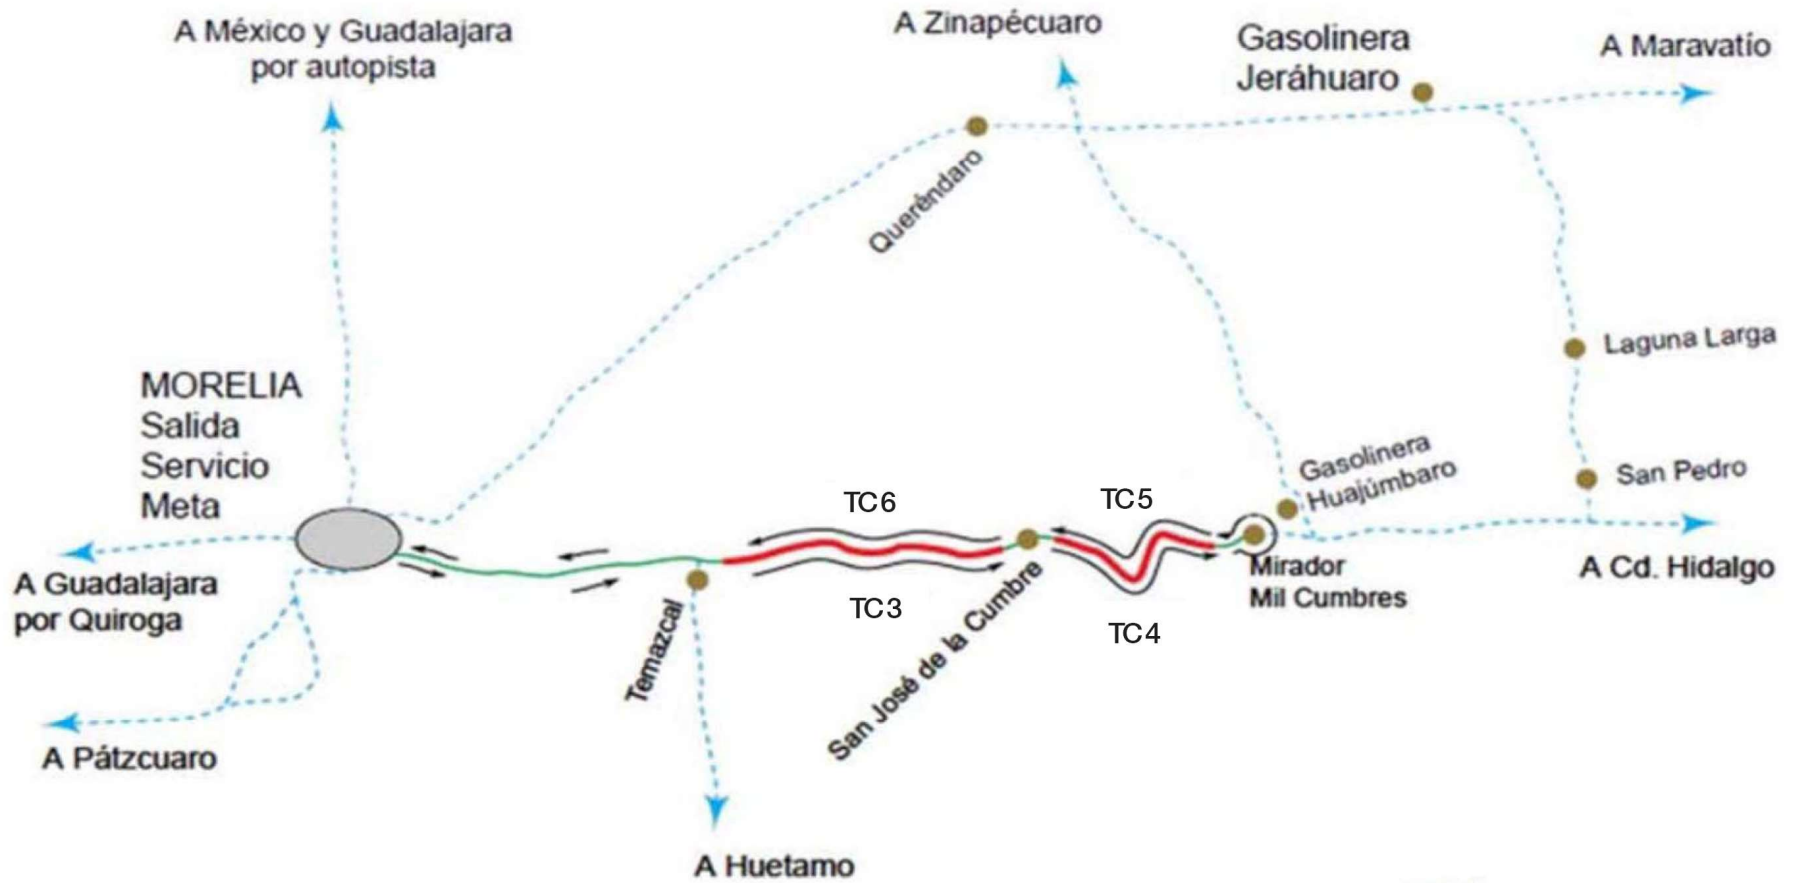 A México y Guadalajara
por autopista
A Zinapécuaro
Gasolinera
Jeráhuaro
A Maravatío
Queréndaro
Laguna Larga
MORELIA
Salida
Servicio
Meta
Gasolinera
Huajúmbaro
San Pedro
TC6
TC5
A Guadalajara
por Quiroga
Temazcal
TC3
San José de la Cumbre
TC4
Mirador
Mil Cumbres
A Cd. Hidalgo
A Pátzcuaro
A Huetamo